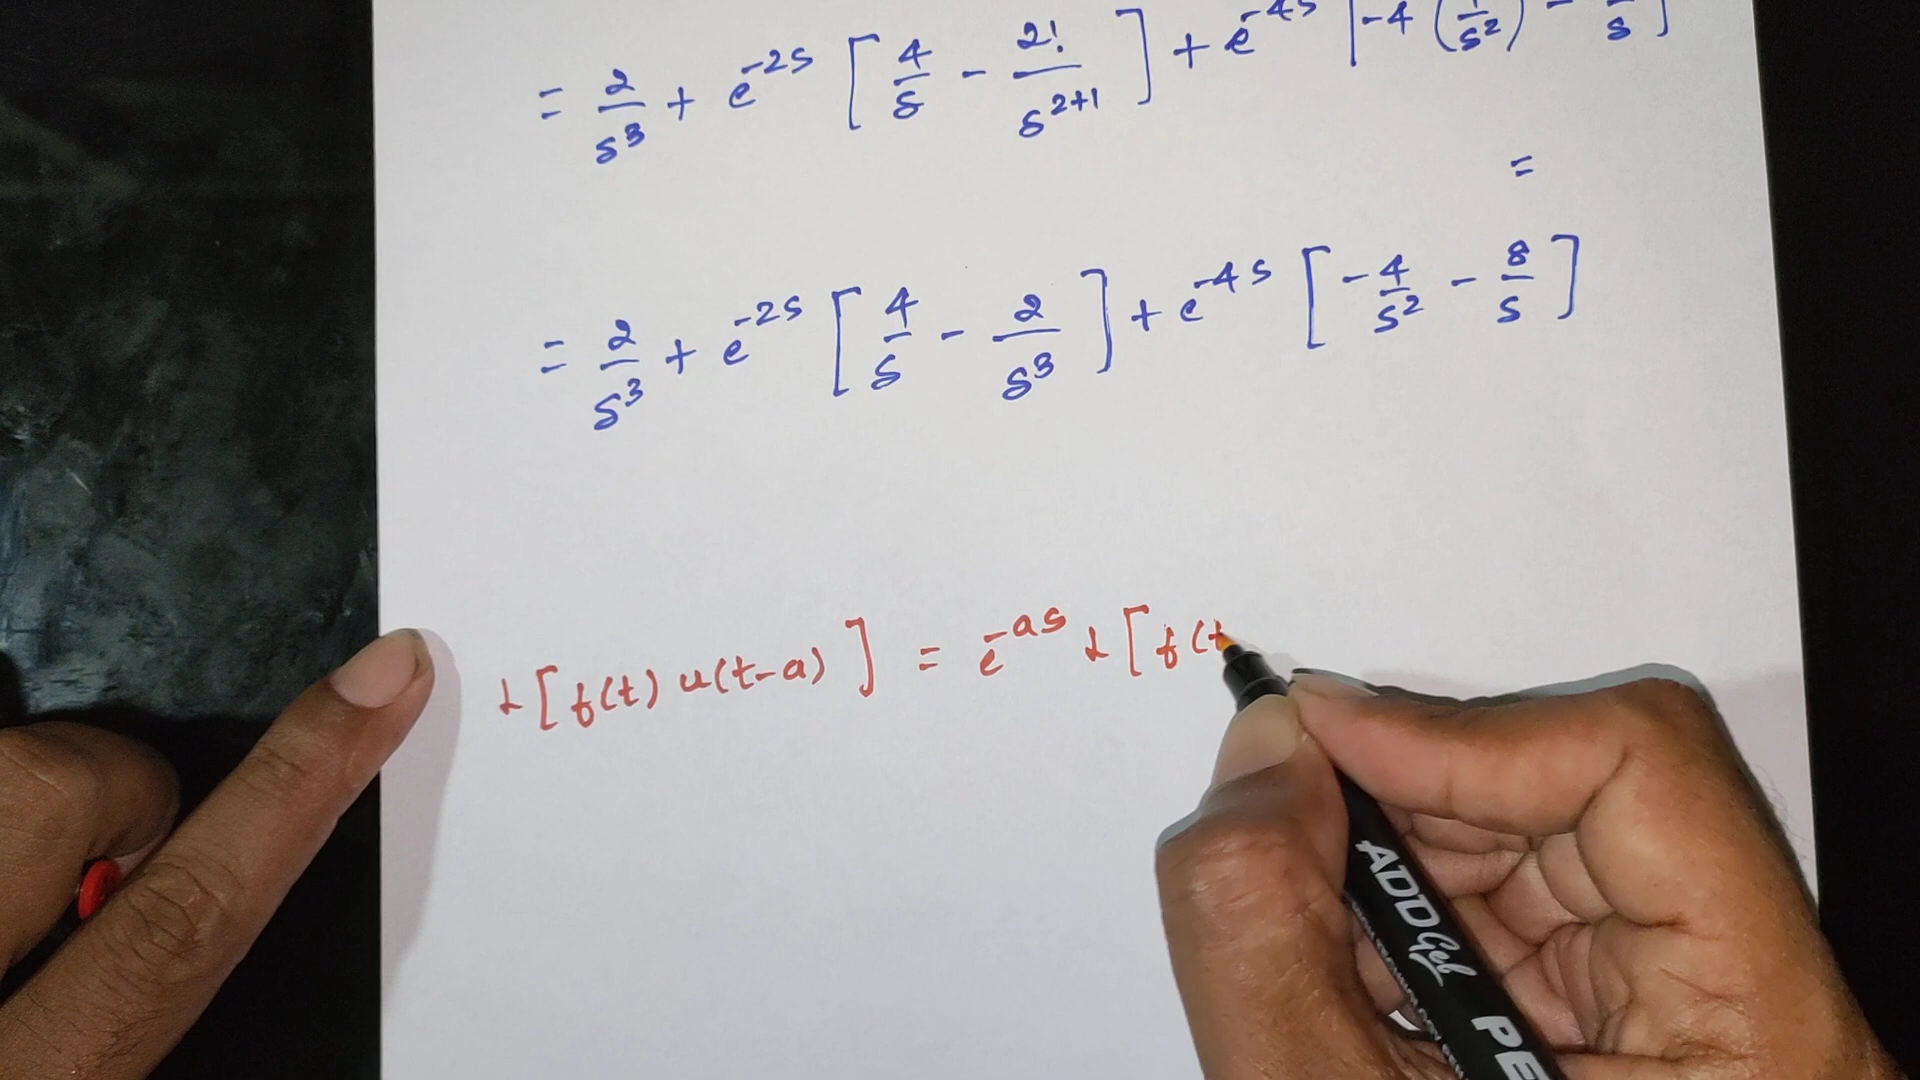 = 2/s³ + e^-2s [ 4/s - 2!/s^2+1 ] + e^-4s [ -4 (1/s²) - /s ]
=
= 2/s³ + e^-2s [ 4/s - 2/s³ ] + e^-4s [ -4/s² - 8/s ]
L[f(t) u(t-a)] = e^-as L[f(t
ADD Gel
PE